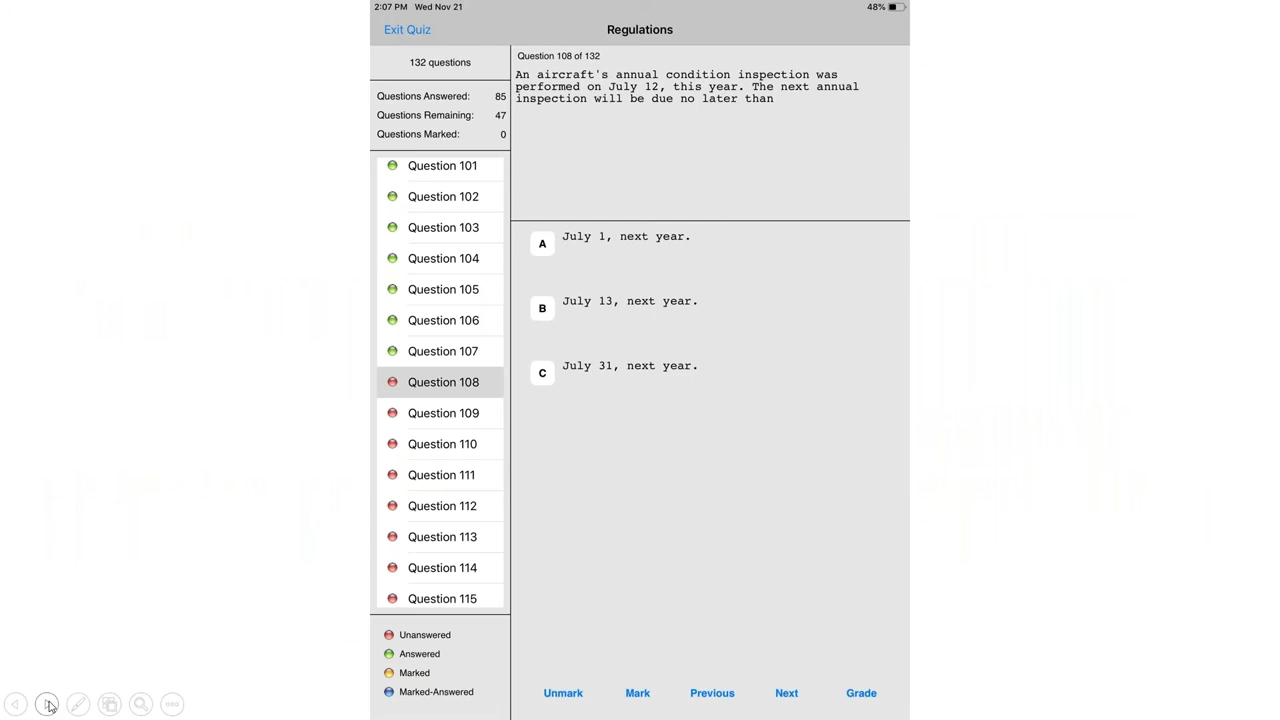 2:07 PM Wed Nov 21
48%
Exit Quiz
Regulations
132 questions
Questions Answered: 85
Questions Remaining: 47
Questions Marked: 0
Question 101
Question 102
Question 103
Question 104
Question 105
Question 106
Question 107
Question 108
Question 109
Question 110
Question 111
Question 112
Question 113
Question 114
Question 115
Unanswered
Answered
Marked
Marked-Answered
Question 108 of 132
An aircraft's annual condition inspection was
performed on July 12, this year. The next annual
inspection will be due no later than
A July 1, next year.
B July 13, next year.
C July 31, next year.
Unmark Mark Previous Next Grade